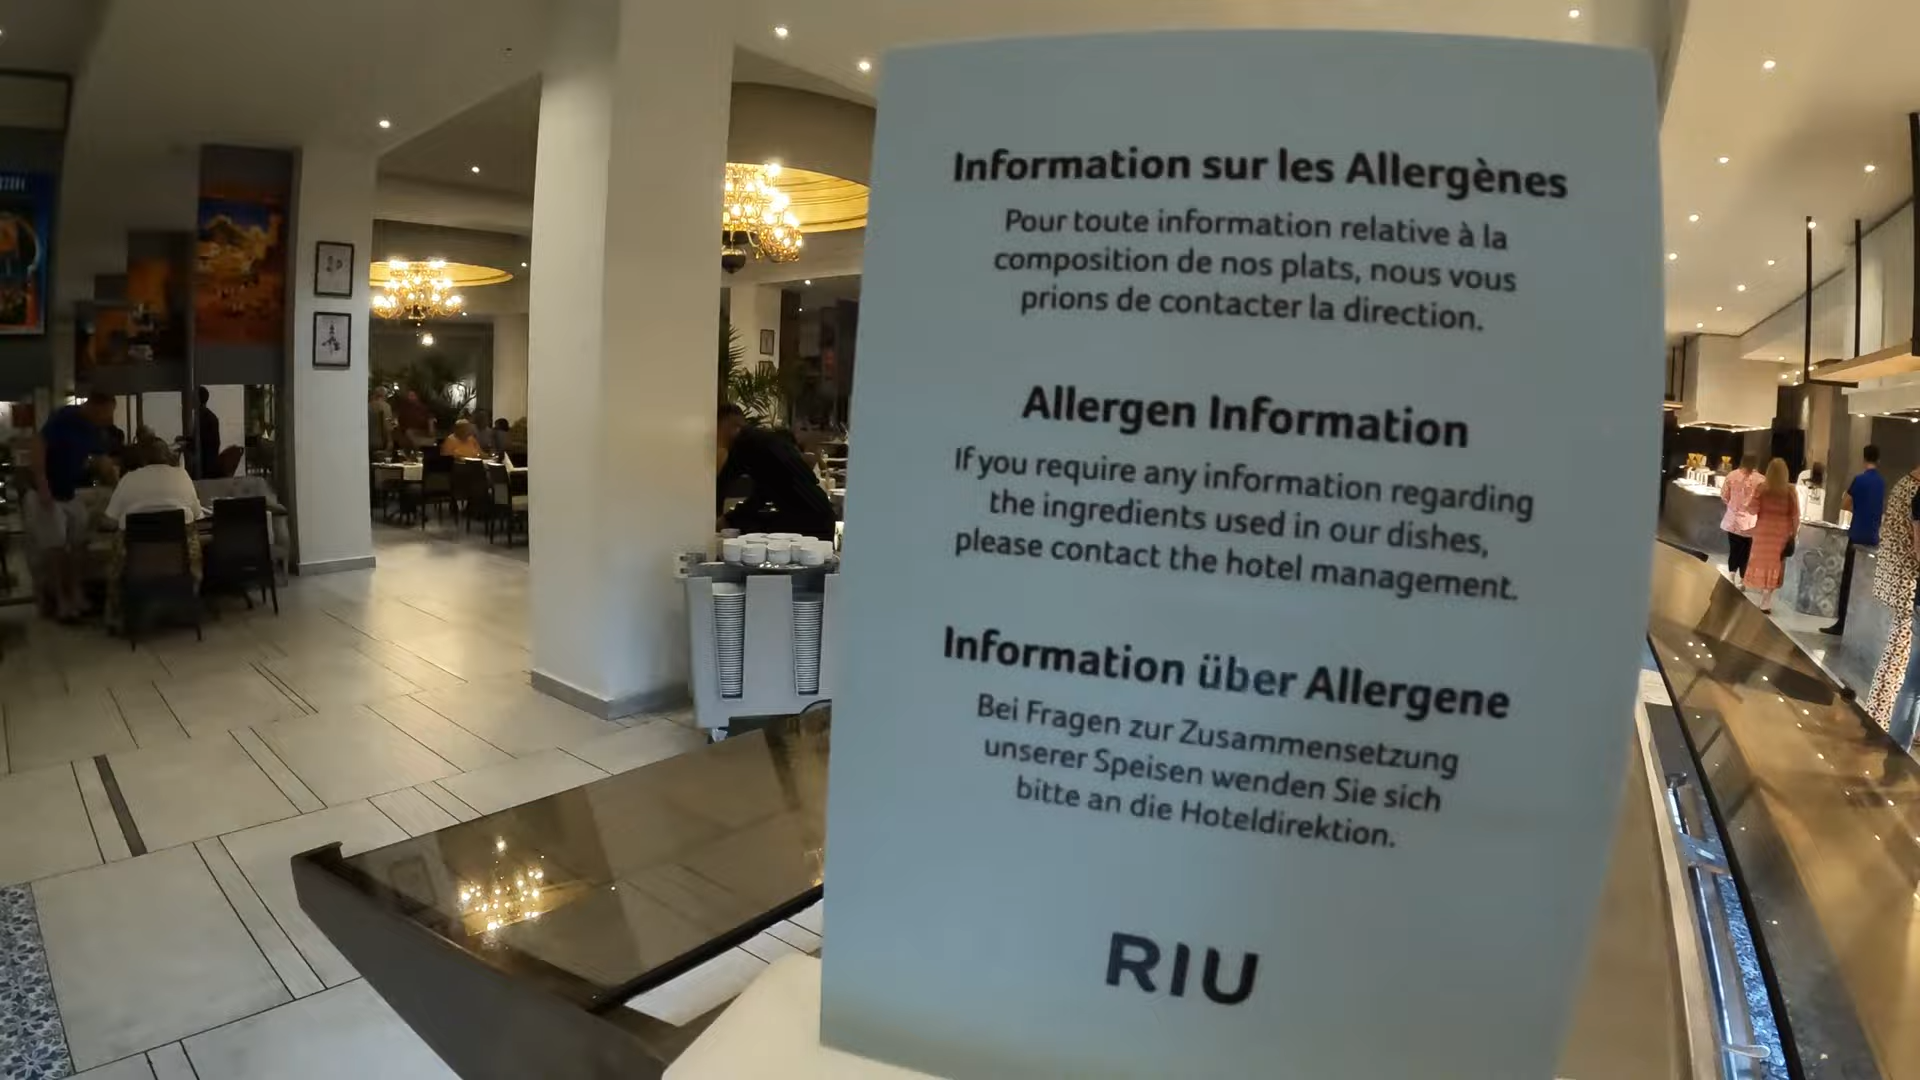 Information sur les Allergènes
Pour toute information relative à la
composition de nos plats, nous vous
prions de contacter la direction.
Allergen Information
If you require any information regarding
the ingredients used in our dishes,
please contact the hotel management.
Information über Allergene
Bei Fragen zur Zusammensetzung
unserer Speisen wenden Sie sich
bitte an die Hoteldirektion.
RIU